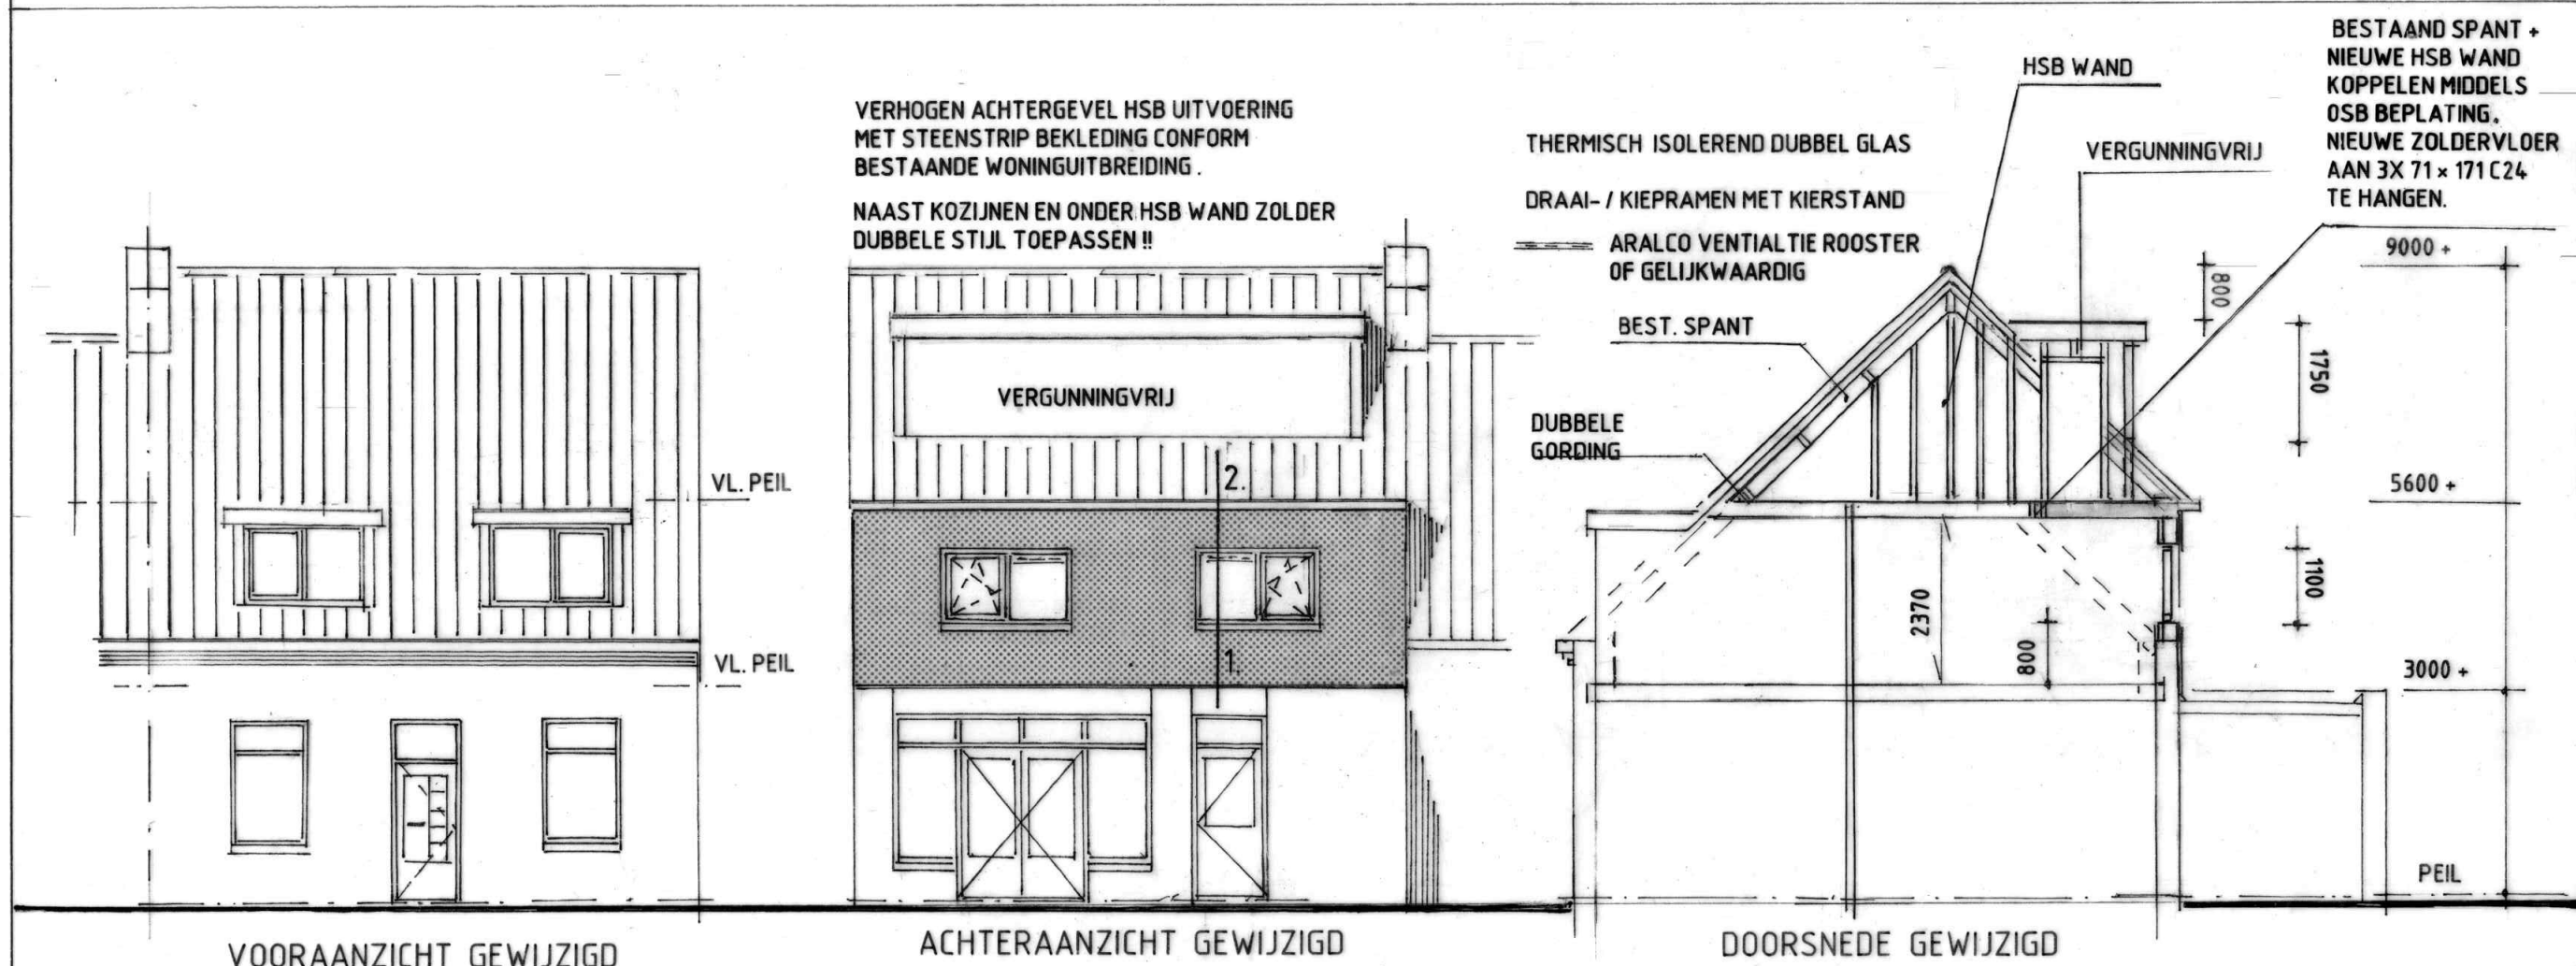 VERHOGEN ACHTERGEVEL HSB UITVOERING
MET STEENSTRIP BEKLEDING CONFORM
BESTAANDE WONINGUITBREIDING.
NAAST KOZIJNEN EN ONDER HSB WAND ZOLDER
DUBBELE STIJL TOEPASSEN !!
THERMISCH ISOLEREND DUBBEL GLAS
DRAAI- / KIEPRAMEN MET KIERSTAND
ARALCO VENTIALTIE ROOSTER
OF GELIJKWAARDIG
BEST. SPANT
DUBBELE
GORDING
HSB WAND
VERGUNNINGVRIJ
BESTAAND SPANT +
NIEUWE HSB WAND
KOPPELEN MIDDELS
OSB BEPLATING.
NIEUWE ZOLDERVLOER
AAN 3X 71 × 171 C24
TE HANGEN.
VL. PEIL
VL. PEIL
VERGUNNINGVRIJ
2.
1.
2370
800
800
1750
1100
9000 +
5600 +
3000 +
PEIL
VOORAANZICHT GEWIJZIGD
ACHTERAANZICHT GEWIJZIGD
DOORSNEDE GEWIJZIGD